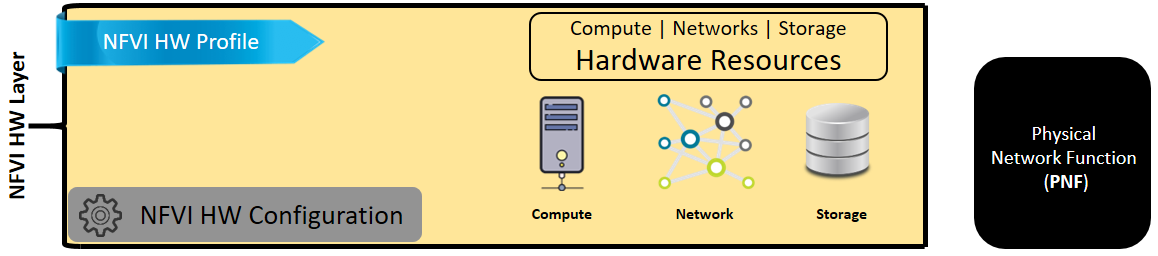 NFVI HW Layer
NFVI HW Profile
Compute | Networks | Storage
Hardware Resources
Compute
Network
Storage
NFVI HW Configuration
Physical
Network Function
(PNF)